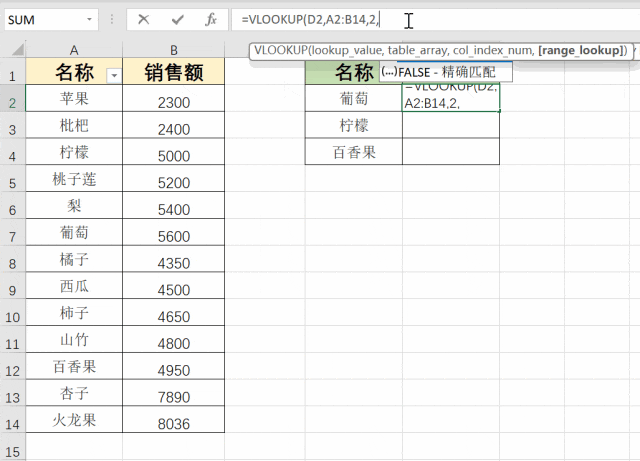 SUM
=VLOOKUP(D2,A2:B14,2,
VLOOKUP(lookup_value, table_array, col_index_num, [range_lookup])
(...)FALSE - 精确匹配
A B
1 名称 销售额 名称
2 苹果 2300 葡萄 =VLOOKUP(D2,
A2:B14,2,
3 枇杷 2400 柠檬
4 柠檬 5000 百香果
5 桃子莲 5200
6 梨 5400
7 葡萄 5600
8 橘子 4350
9 西瓜 4500
10 柿子 4650
11 山竹 4800
12 百香果 4950
13 杏子 7890
14 火龙果 8036
15